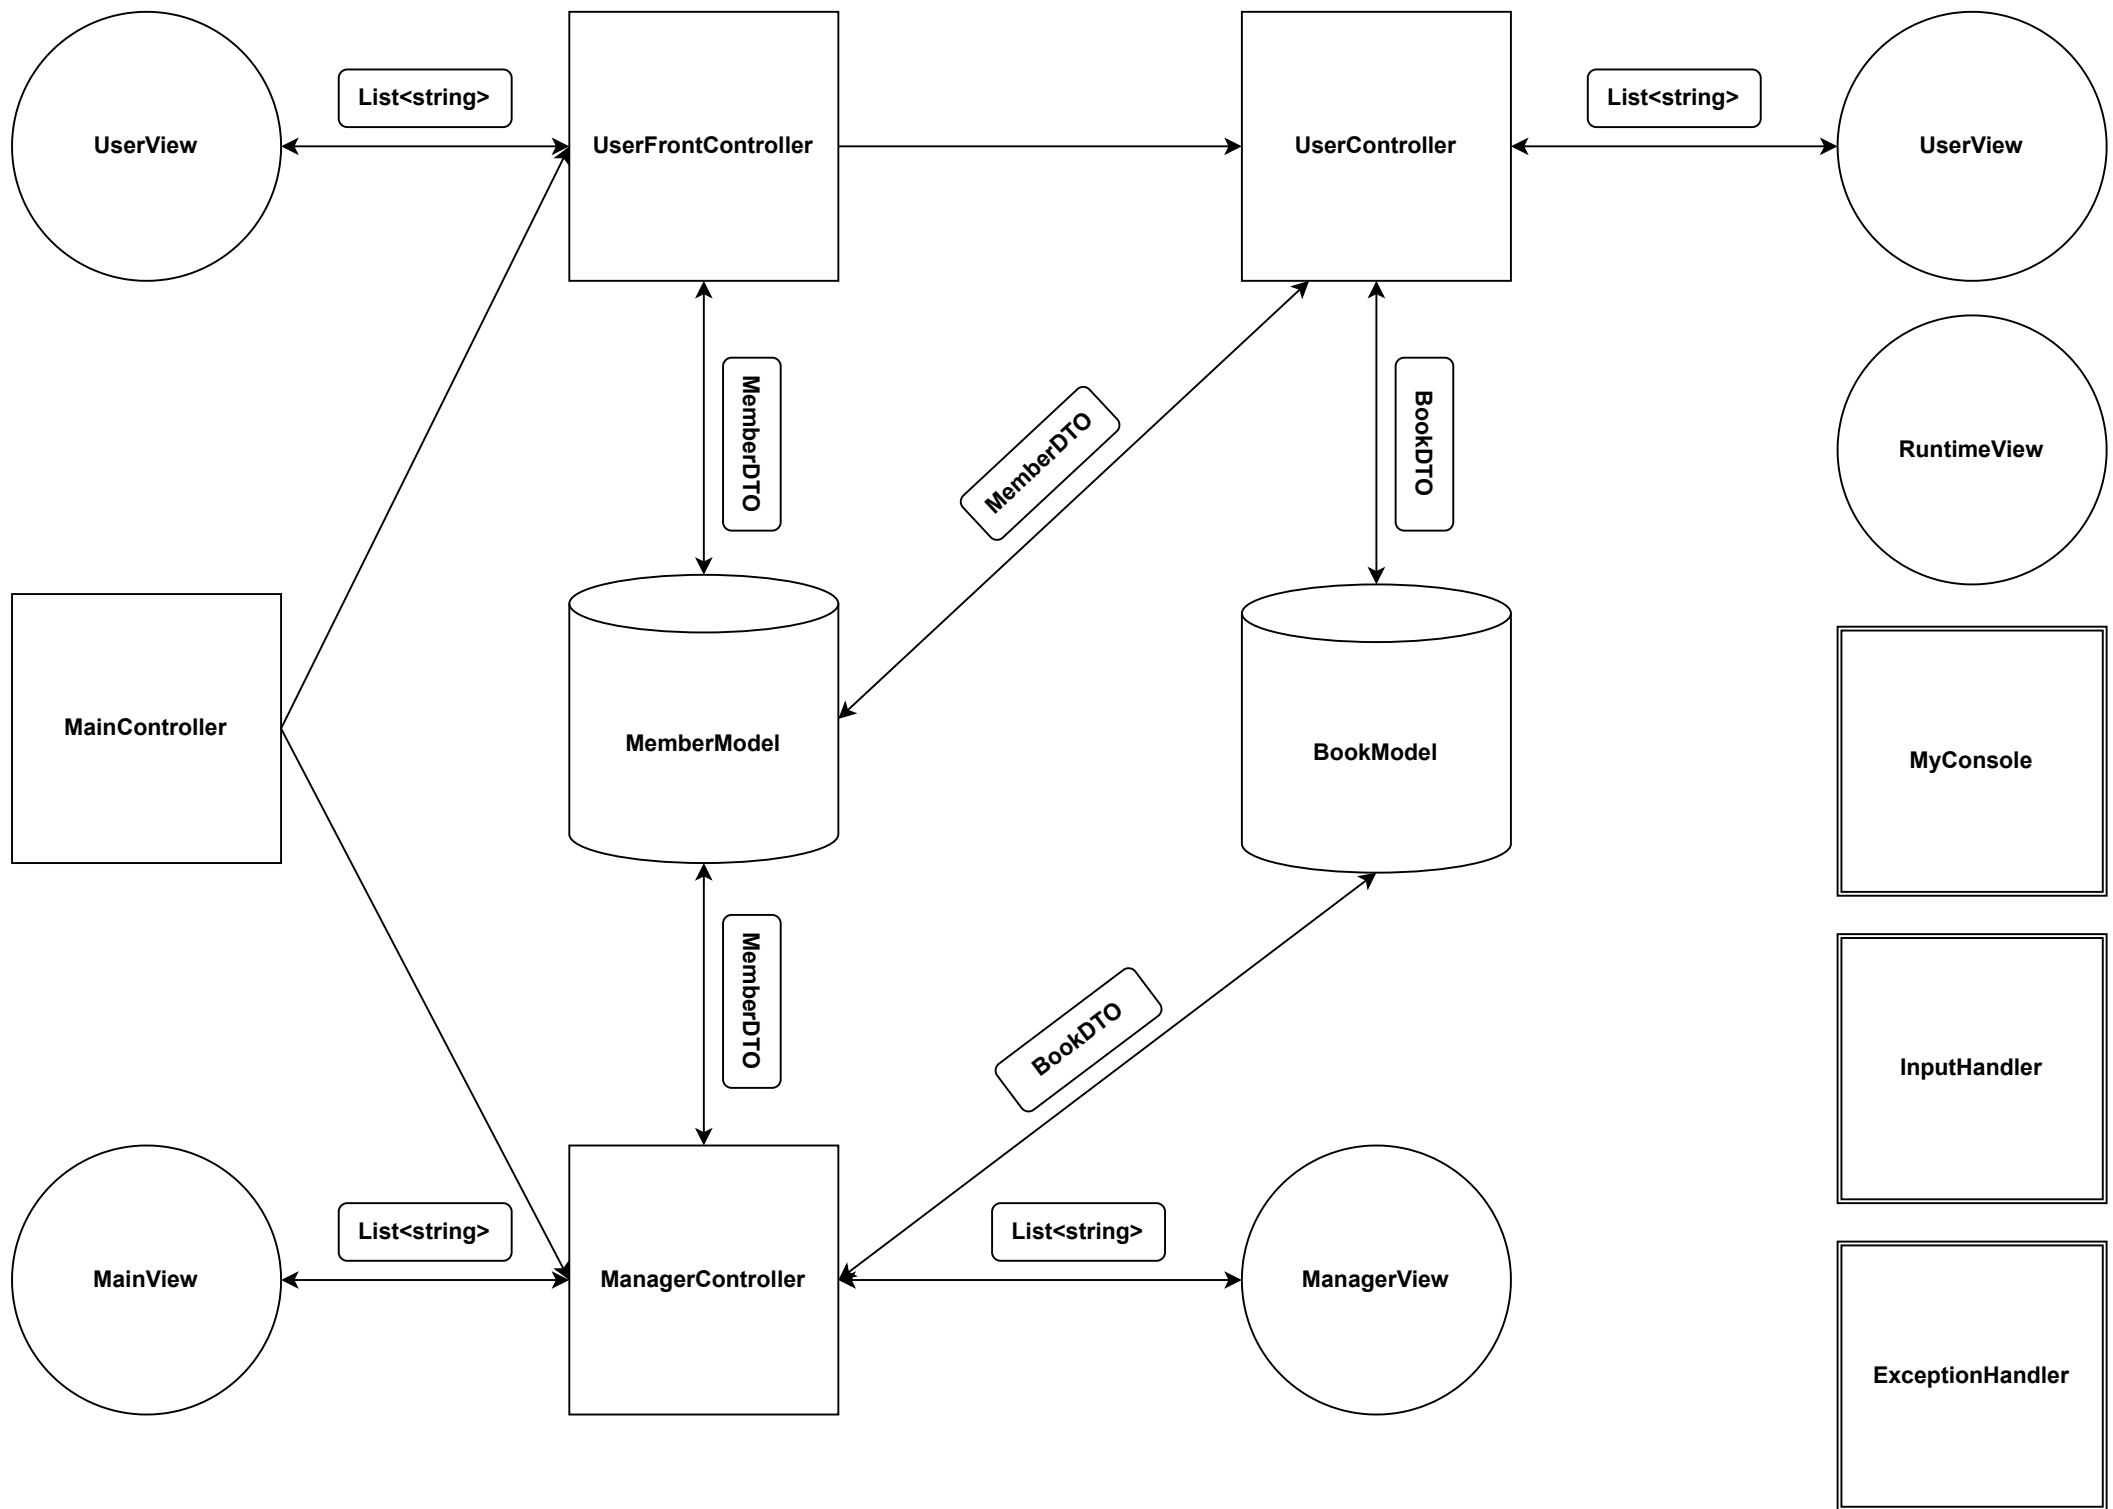 List<string>
List<string>
UserView
UserFrontController
UserController
UserView
MemberDTO
MemberDTO
BookDTO
RuntimeView
MainController
MemberModel
BookModel
MyConsole
MemberDTO
BookDTO
InputHandler
List<string>
List<string>
MainView
ManagerController
ManagerView
ExceptionHandler